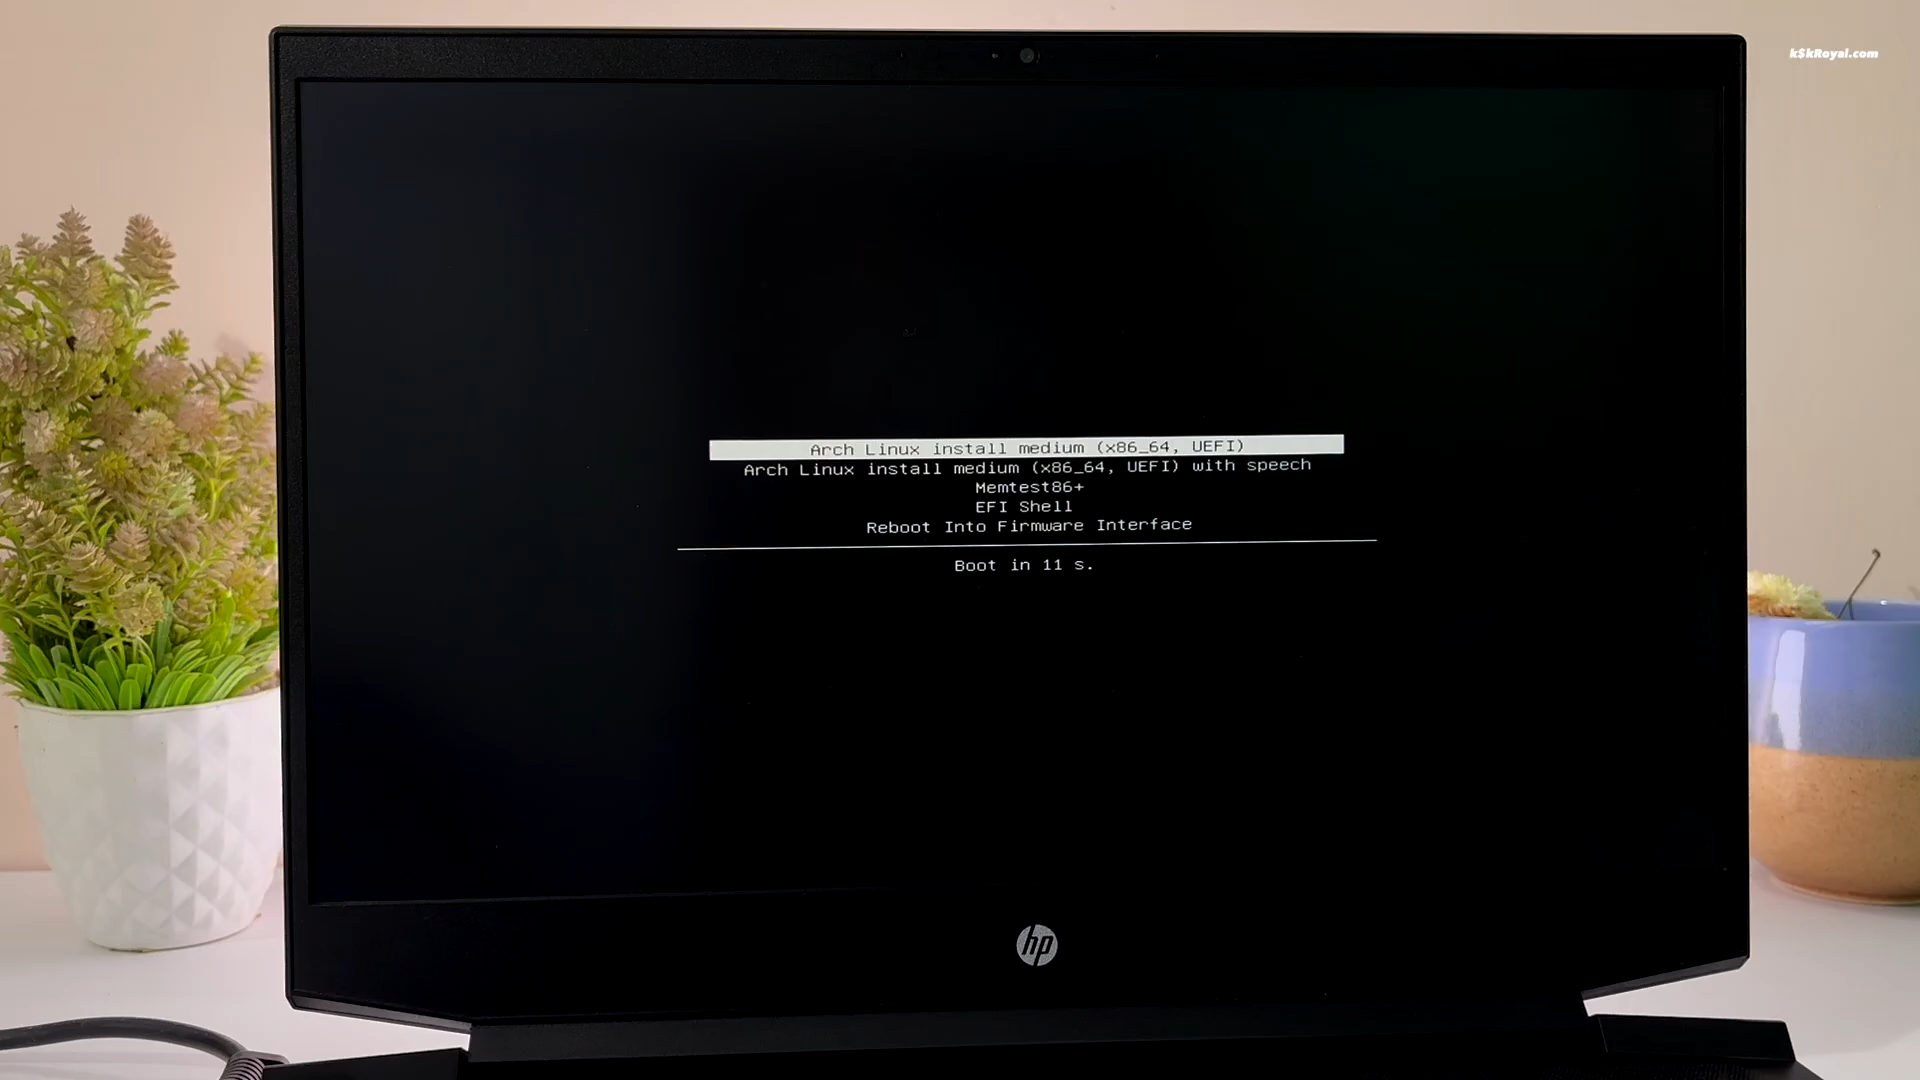 k$kRoyal.com
Arch Linux install medium (x86_64, UEFI)
Arch Linux install medium (x86_64, UEFI) with speech
Memtest86+
EFI Shell
Reboot Into Firmware Interface
Boot in 11 s.
hp